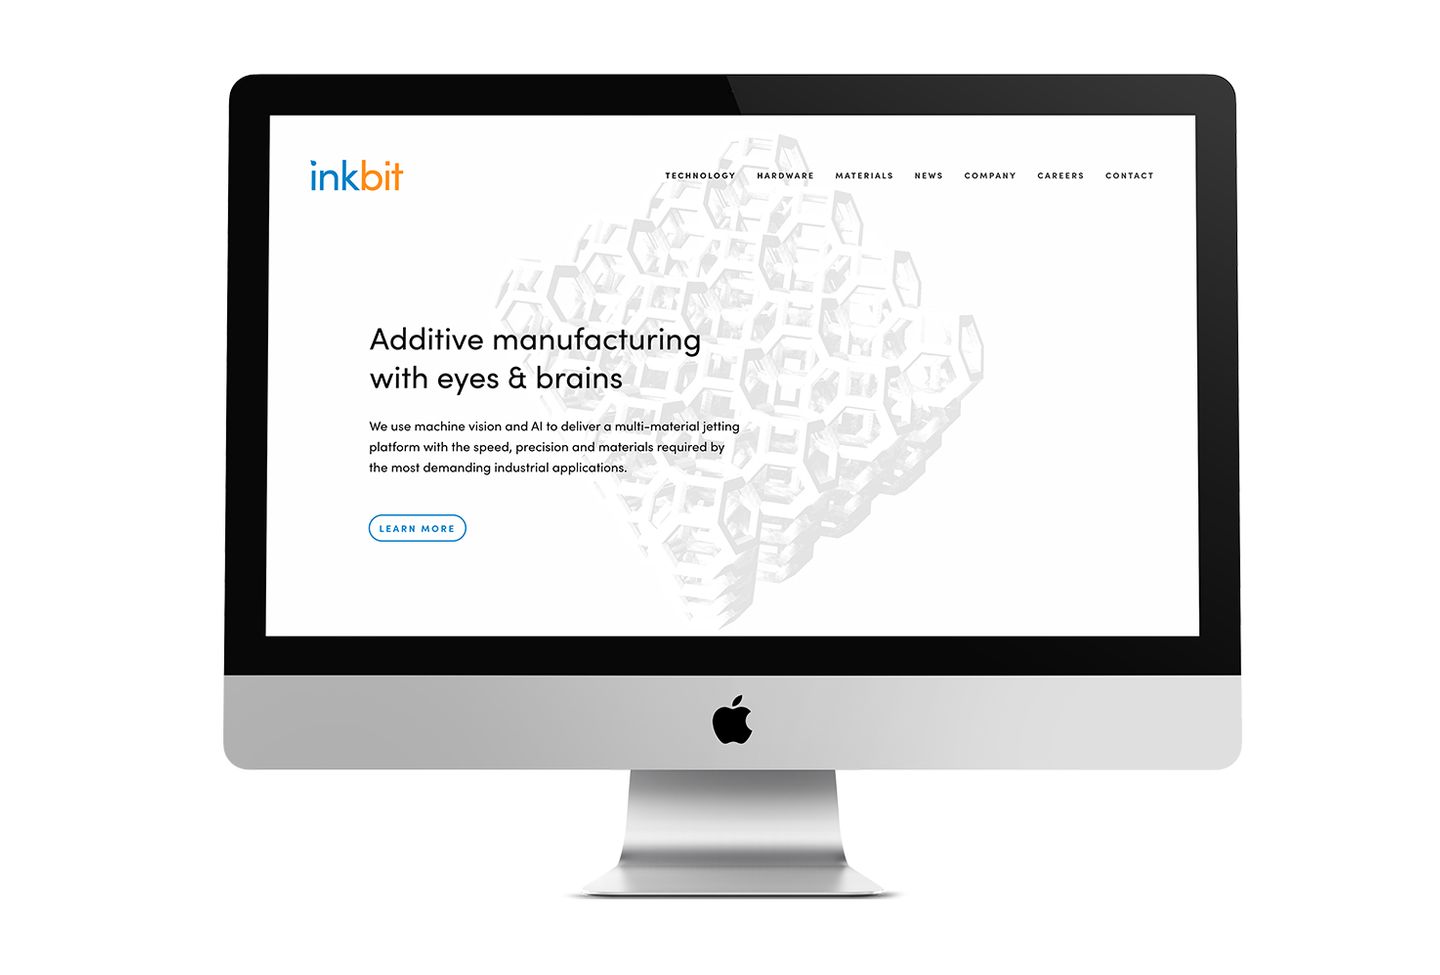 inkbit
TECHNOLOGY HARDWARE MATERIALS NEWS COMPANY CAREERS CONTACT
Additive manufacturing
with eyes & brains
We use machine vision and AI to deliver a multi-material jetting
platform with the speed, precision and materials required by
the most demanding industrial applications.
LEARN MORE